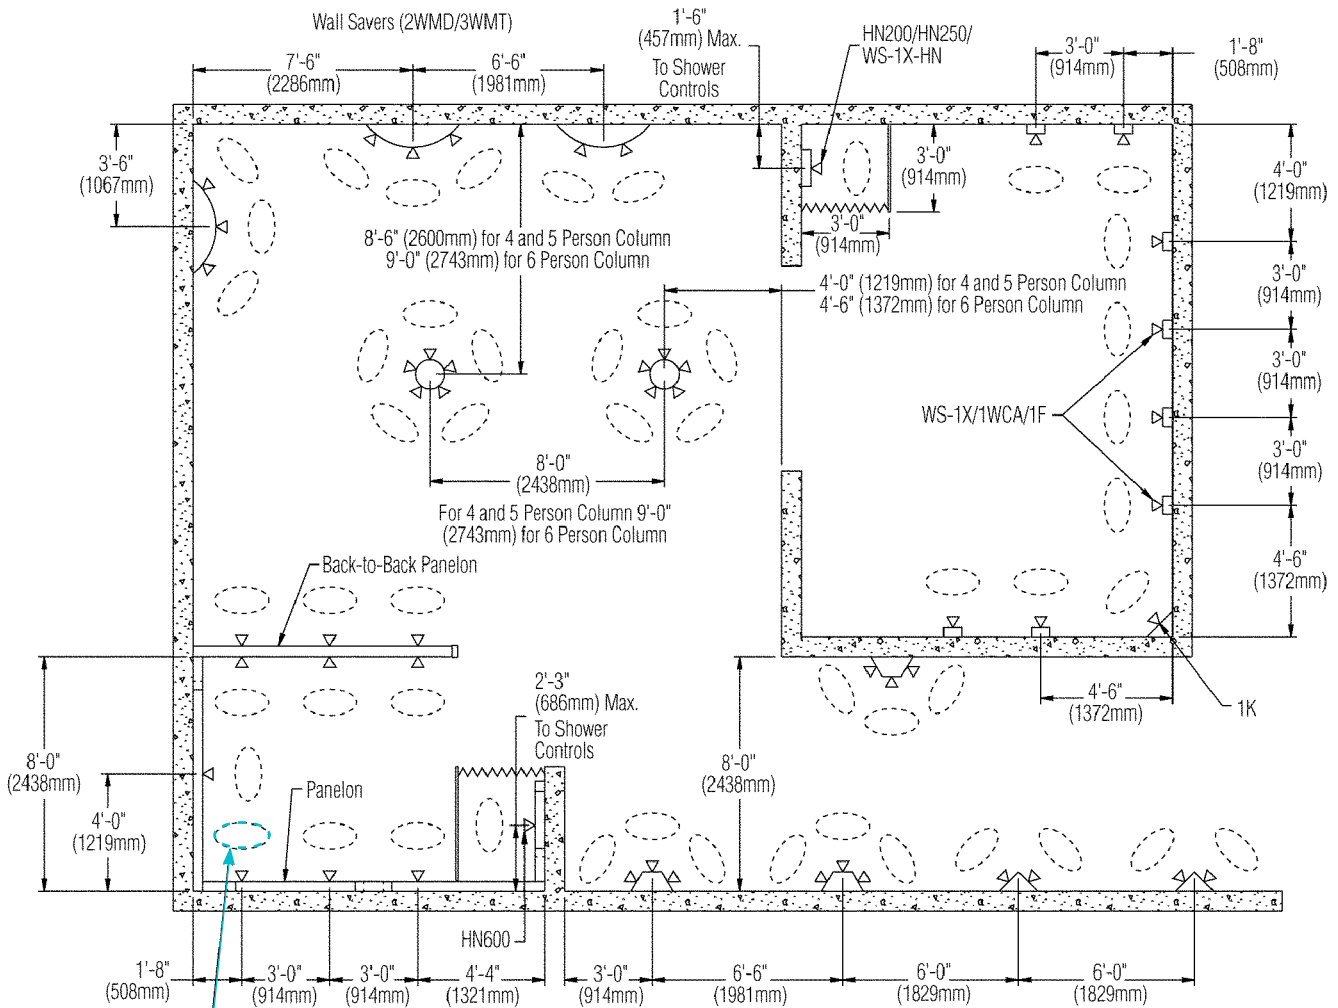 Wall Savers (2WMD/3WMT)
7'-6"
(2286mm)
6'-6"
(1981mm)
1'-6"
(457mm) Max.
To Shower
Controls
HN200/HN250/
WS-1X-HN
3'-0"
(914mm)
1'-8"
(508mm)
3'-6"
(1067mm)
3'-0"
(914mm)
4'-0"
(1219mm)
3'-0"
(914mm)
8'-6" (2600mm) for 4 and 5 Person Column
9'-0" (2743mm) for 6 Person Column
4'-0" (1219mm) for 4 and 5 Person Column
4'-6" (1372mm) for 6 Person Column
3'-0"
(914mm)
3'-0"
(914mm)
WS-1X/1WCA/1F
8'-0"
(2438mm)
For 4 and 5 Person Column 9'-0"
(2743mm) for 6 Person Column
3'-0"
(914mm)
Back-to-Back Panelon
4'-6"
(1372mm)
2'-3"
(686mm) Max.
To Shower
Controls
4'-6"
(1372mm)
1K
8'-0"
(2438mm)
8'-0"
(2438mm)
Panelon
4'-0"
(1219mm)
HN600
1'-8"
(508mm)
3'-0"
(914mm)
3'-0"
(914mm)
4'-4"
(1321mm)
3'-0"
(914mm)
6'-6"
(1981mm)
6'-0"
(1829mm)
6'-0"
(1829mm)